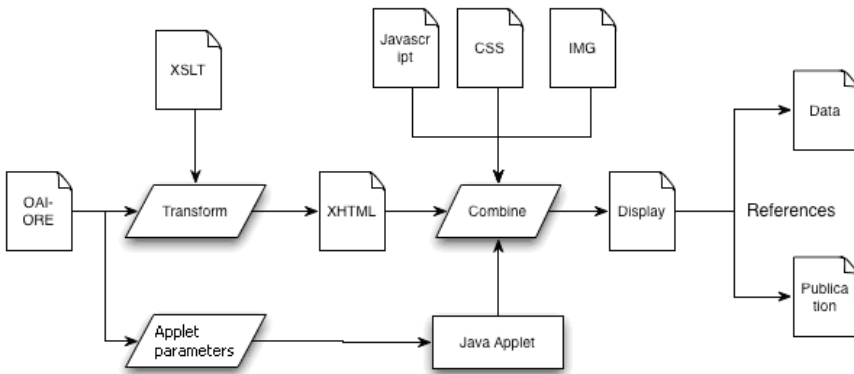 Javascr
ipt
CSS
IMG
XSLT
Data
OAI-
ORE
Transform
XHTML
Combine
Display
References
Publica
tion
Applet
parameters
Java Applet